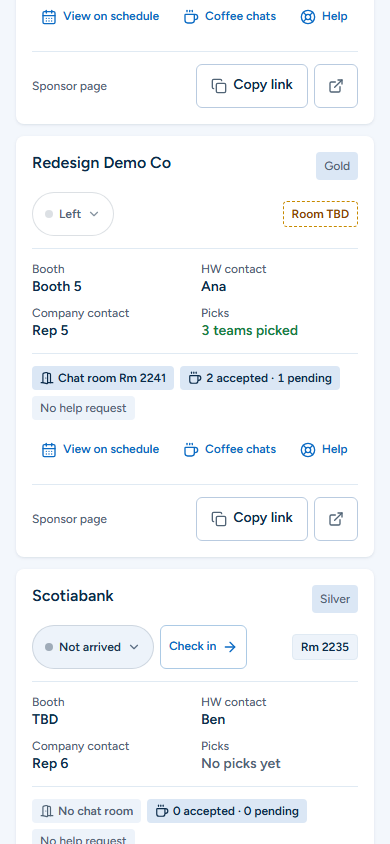 View on schedule Coffee chats Help
Sponsor page Copy link
Redesign Demo Co Gold
Left Room TBD
Booth HW contact
Booth 5 Ana
Company contact Picks
Rep 5 3 teams picked
Chat room Rm 2241 2 accepted · 1 pending
No help request
View on schedule Coffee chats Help
Sponsor page Copy link
Scotiabank Silver
Not arrived Check in Rm 2235
Booth HW contact
TBD Ben
Company contact Picks
Rep 6 No picks yet
No chat room 0 accepted · 0 pending
No help request